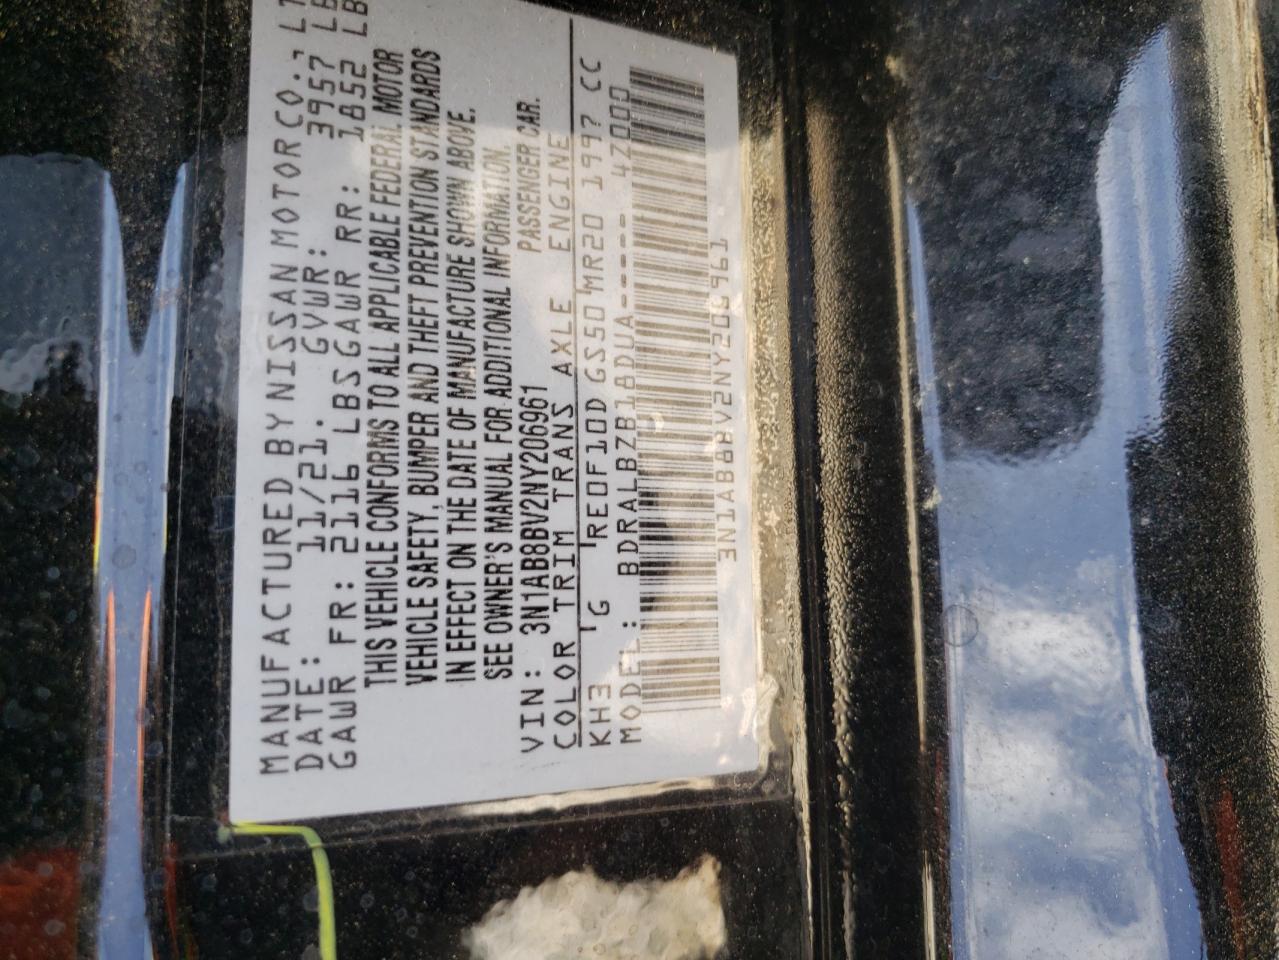 MANUFACTURED BY NISSAN MOTOR CO., LT
DATE: 11/21. GVWR: 3957 LB
GAWR FR: 2116 LBSGAWR RR: 1852 LB
THIS VEHICLE CONFORMS TO ALL APPLICABLE FEDERAL MOTOR
VEHICLE SAFETY, BUMPER AND THEFT PREVENTION STANDARDS
IN EFFECT ON THE DATE OF MANUFACTURE SHOWN ABOVE.
SEE OWNER'S MANUAL FOR ADDITIONAL INFORMATION.
VIN: 3N1AB8BV2NY206961 PASSENGER CAR.
COLOR TRIM TRANS AXLE ENGINE
KH3 G RE0F10D GS50 MR20 1997 CC
MODEL: BDRALBZB18DUA----- 4Z000
3N1AB8BV2NY206961